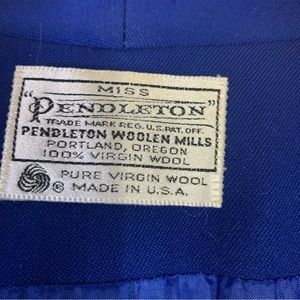 MISS
"PENDLETON"
TRADE MARK REG. U.S. PAT. OFF.
PENDLETON WOOLEN MILLS
PORTLAND, OREGON
100% VIRGIN WOOL
PURE VIRGIN WOOL
® MADE IN U.S.A.